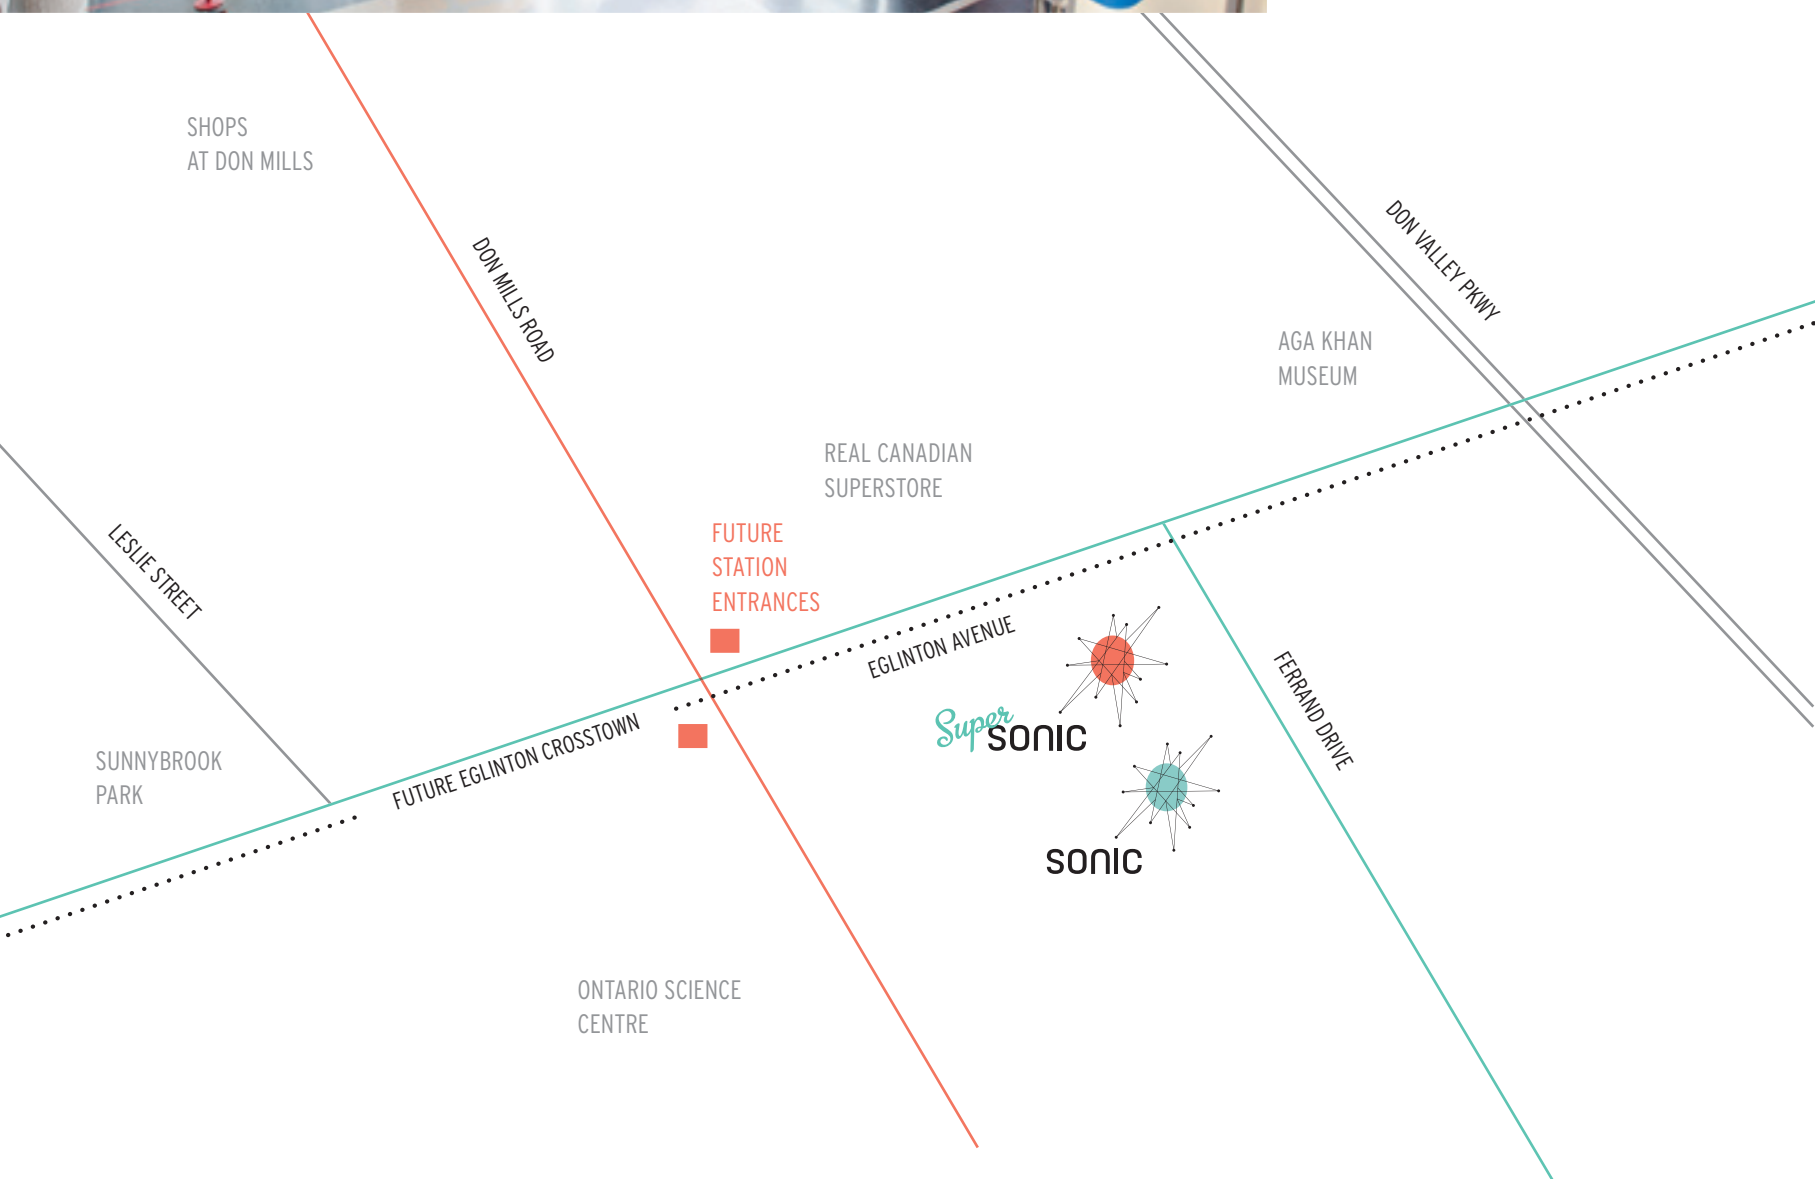 SHOPS
AT DON MILLS
DON MILLS ROAD
DON VALLEY PKWY
AGA KHAN
MUSEUM
REAL CANADIAN
SUPERSTORE
FUTURE
STATION
ENTRANCES
LESLIE STREET
EGLINTON AVENUE
FERRAND DRIVE
Super
SONIC
FUTURE EGLINTON CROSSTOWN
SUNNYBROOK
PARK
SONIC
ONTARIO SCIENCE
CENTRE